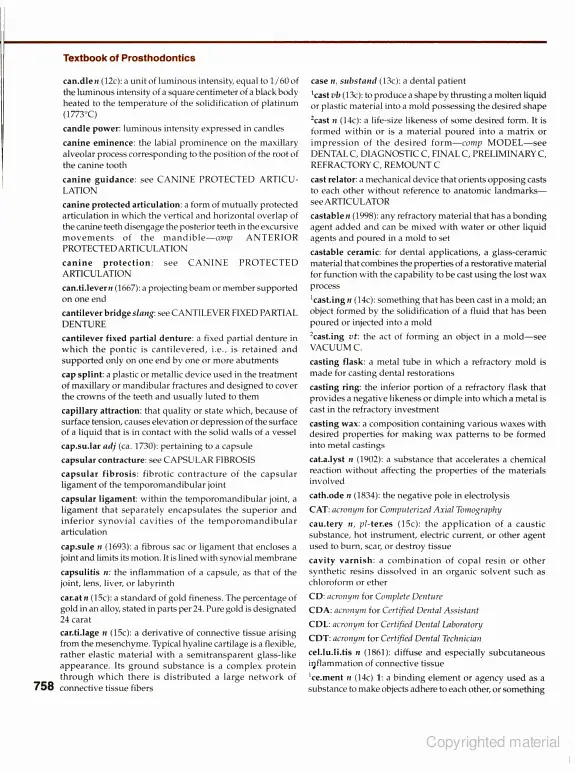 Textbook of Prosthodontics
can.dle n (12c): a unit of luminous intensity, equal to 1/60 of
the luminous intensity of a square centimeter of a black body
heated to the temperature of the solidification of platinum
(1773°C)
candle power: luminous intensity expressed in candles
canine eminence: the labial prominence on the maxillary
alveolar process corresponding to the position of the root of
the canine tooth
canine guidance: see CANINE PROTECTED ARTICU-
LATION
canine protected articulation: a form of mutually protected
articulation in which the vertical and horizontal overlap of
the canine teeth disengage the posterior teeth in the excursive
movements of the mandible—comp ANTERIOR
PROTECTED ARTICULATION
canine protection: see CANINE PROTECTED
ARTICULATION
can.ti.lever n (1667): a projecting beam or member supported
on one end
cantilever bridge slang: see CANTILEVER FIXED PARTIAL
DENTURE
cantilever fixed partial denture: a fixed partial denture in
which the pontic is cantilevered, i.e., is retained and
supported only on one end by one or more abutments
cap splint: a plastic or metallic device used in the treatment
of maxillary or mandibular fractures and designed to cover
the crowns of the teeth and usually luted to them
capillary attraction: that quality or state which, because of
surface tension, causes elevation or depression of the surface
of a liquid that is in contact with the solid walls of a vessel
cap.su.lar adj (ca. 1730): pertaining to a capsule
capsular contracture: see CAPSULAR FIBROSIS
capsular fibrosis: fibrotic contracture of the capsular
ligament of the temporomandibular joint
capsular ligament: within the temporomandibular joint, a
ligament that separately encapsulates the superior and
inferior synovial cavities of the temporomandibular
articulation
cap.sule n (1693): a fibrous sac or ligament that encloses a
joint and limits its motion. It is lined with synovial membrane
capsulitis n: the inflammation of a capsule, as that of the
joint, lens, liver, or labyrinth
car.at n (15c): a standard of gold fineness. The percentage of
gold in an alloy, stated in parts per 24. Pure gold is designated
24 carat
car.ti.lage n (15c): a derivative of connective tissue arising
from the mesenchyme. Typical hyaline cartilage is a flexible,
rather elastic material with a semitransparent glass-like
appearance. Its ground substance is a complex protein
through which there is distributed a large network of
758 connective tissue fibers
case n, substand (13c): a dental patient
¹cast vb (13c): to produce a shape by thrusting a molten liquid
or plastic material into a mold possessing the desired shape
²cast n (14c): a life-size likeness of some desired form. It is
formed within or is a material poured into a matrix or
impression of the desired form—comp MODEL—see
DENTAL C, DIAGNOSTIC C, FINAL C, PRELIMINARY C,
REFRACTORY C, REMOUNT C
cast relator: a mechanical device that orients opposing casts
to each other without reference to anatomic landmarks—
see ARTICULATOR
castable n (1998): any refractory material that has a bonding
agent added and can be mixed with water or other liquid
agents and poured in a mold to set
castable ceramic: for dental applications, a glass-ceramic
material that combines the properties of a restorative material
for function with the capability to be cast using the lost wax
process
¹cast.ing n (14c): something that has been cast in a mold; an
object formed by the solidification of a fluid that has been
poured or injected into a mold
²cast.ing vt: the act of forming an object in a mold—see
VACUUM C.
casting flask: a metal tube in which a refractory mold is
made for casting dental restorations
casting ring: the inferior portion of a refractory flask that
provides a negative likeness or dimple into which a metal is
cast in the refractory investment
casting wax: a composition containing various waxes with
desired properties for making wax patterns to be formed
into metal castings
cat.a.lyst n (1902): a substance that accelerates a chemical
reaction without affecting the properties of the materials
involved
cath.ode n (1834): the negative pole in electrolysis
CAT: acronym for Computerized Axial Tomography
cau.tery n, pl-ter.es (15c): the application of a caustic
substance, hot instrument, electric current, or other agent
used to burn, scar, or destroy tissue
cavity varnish: a combination of copal resin or other
synthetic resins dissolved in an organic solvent such as
chloroform or ether
CD: acronym for Complete Denture
CDA: acronym for Certified Dental Assistant
CDL: acronym for Certified Dental Laboratory
CDT: acronym for Certified Dental Technician
cel.lu.li.tis n (1861): diffuse and especially subcutaneous
inflammation of connective tissue
¹ce.ment n (14c) 1: a binding element or agency used as a
substance to make objects adhere to each other, or something
Copyrighted material